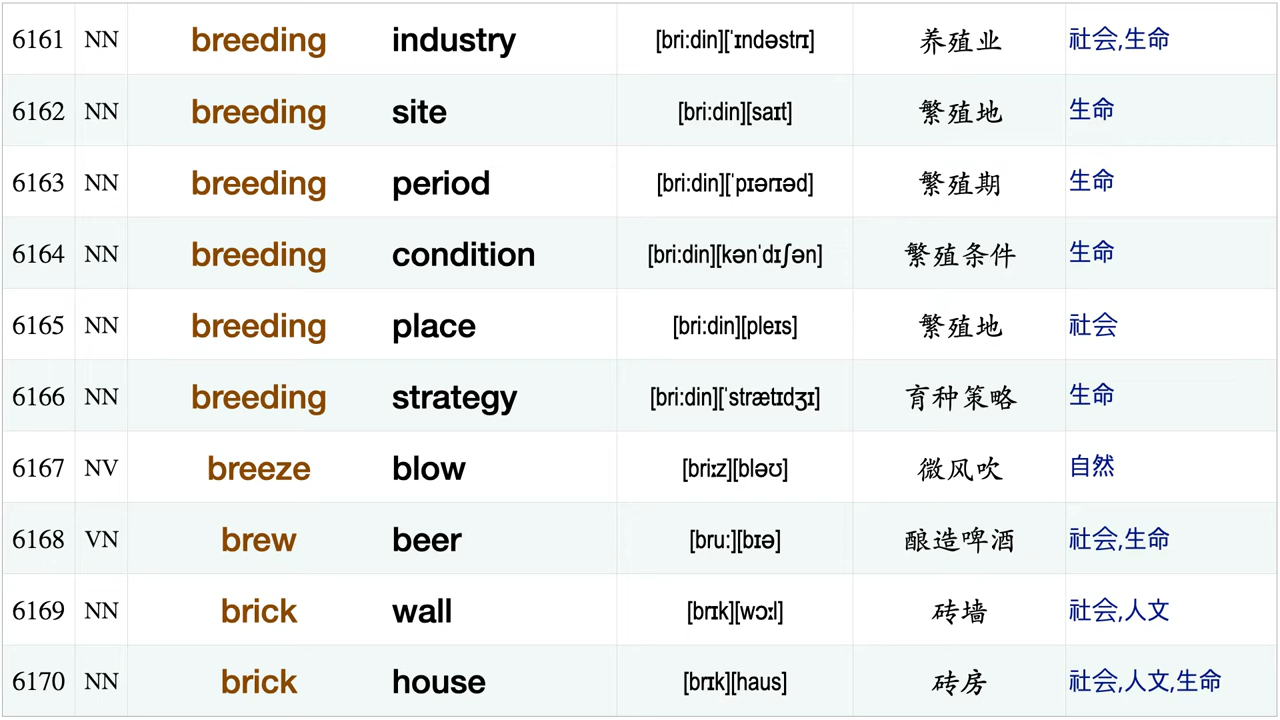 6161 NN breeding industry [bri:din][ˈɪndəstrɪ] 养殖业 社会,生命
6162 NN breeding site [bri:din][saɪt] 繁殖地 生命
6163 NN breeding period [bri:din][ˈpɪərɪəd] 繁殖期 生命
6164 NN breeding condition [bri:din][kənˈdɪʃən] 繁殖条件 生命
6165 NN breeding place [bri:din][pleɪs] 繁殖地 社会
6166 NN breeding strategy [bri:din][ˈstrætɪdʒɪ] 育种策略 生命
6167 NV breeze blow [briːz][bləʊ] 微风吹 自然
6168 VN brew beer [bru:][bɪə] 酿造啤酒 社会,生命
6169 NN brick wall [brɪk][wɔːl] 砖墙 社会,人文
6170 NN brick house [brɪk][haus] 砖房 社会,人文,生命